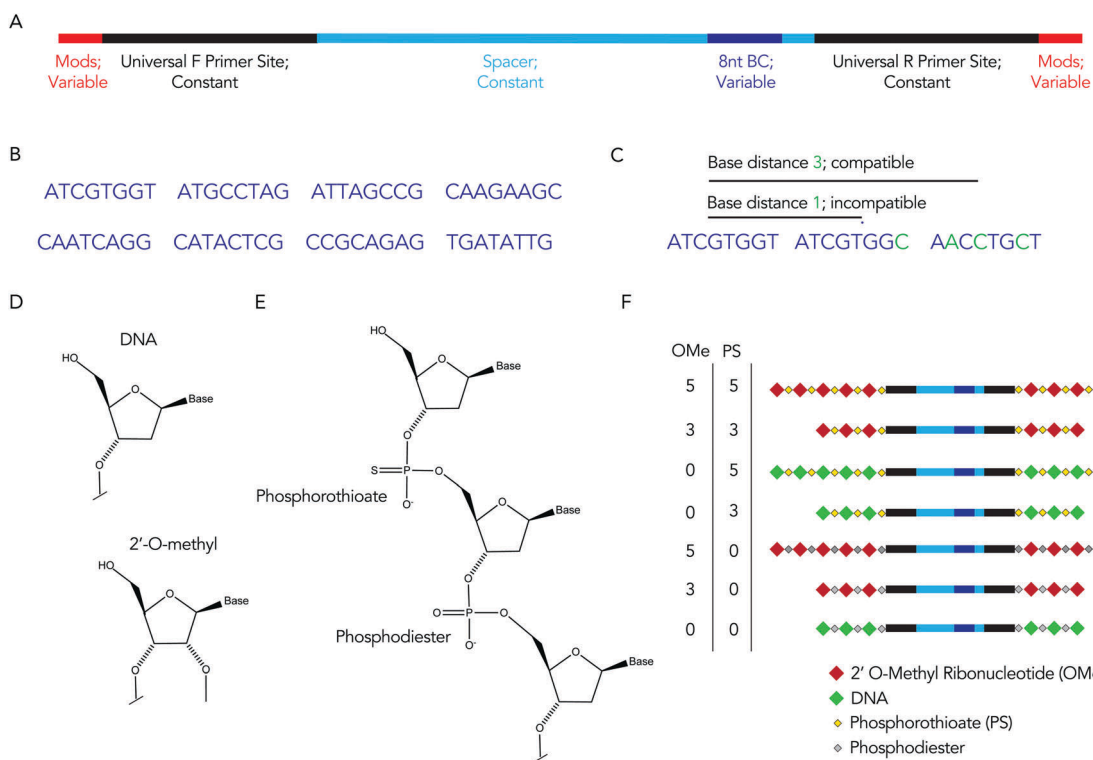 A
Mods;
Variable
Universal F Primer Site;
Constant
Spacer;
Constant
8nt BC;
Variable
Universal R Primer Site;
Constant
Mods;
Variable
B
ATCGTGGT ATGCCTAG ATTAGCCG CAAGAAGC
CAATCAGG CATACTCG CCGCAGAG TGATATTG
C
Base distance 3; compatible
Base distance 1; incompatible
ATCGTGGT ATCGTGGC AACCTGCT
D
DNA
HO
O
Base
O
2′-O-methyl
HO
O
Base
O
O
E
HO
O
Base
O
S P O
O-
Phosphorothioate
O
Base
O
O P O
O-
Phosphodiester
O
Base
O
F
OMe PS
5 5
3 3
0 5
0 3
5 0
3 0
0 0
2′ O-Methyl Ribonucleotide (OMe
DNA
Phosphorothioate (PS)
Phosphodiester